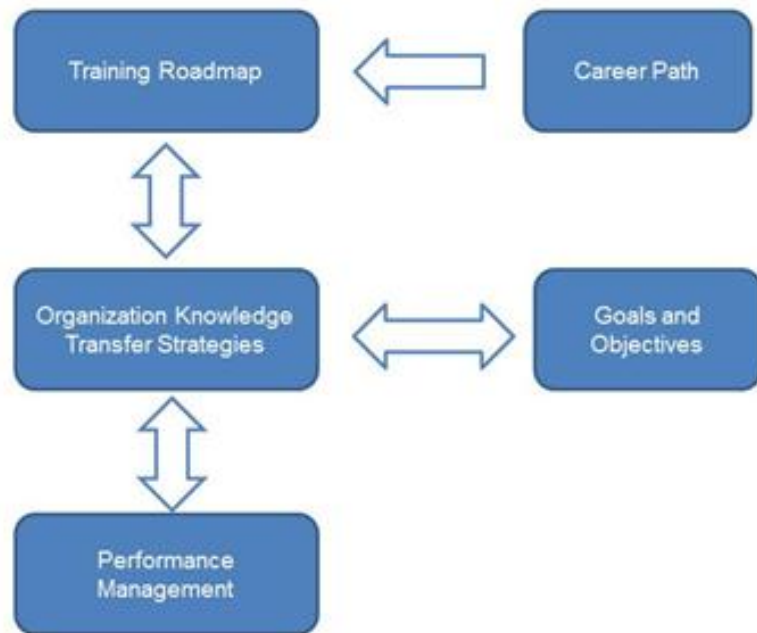 Training Roadmap
Career Path
Organization Knowledge
Transfer Strategies
Goals and
Objectives
Performance
Management